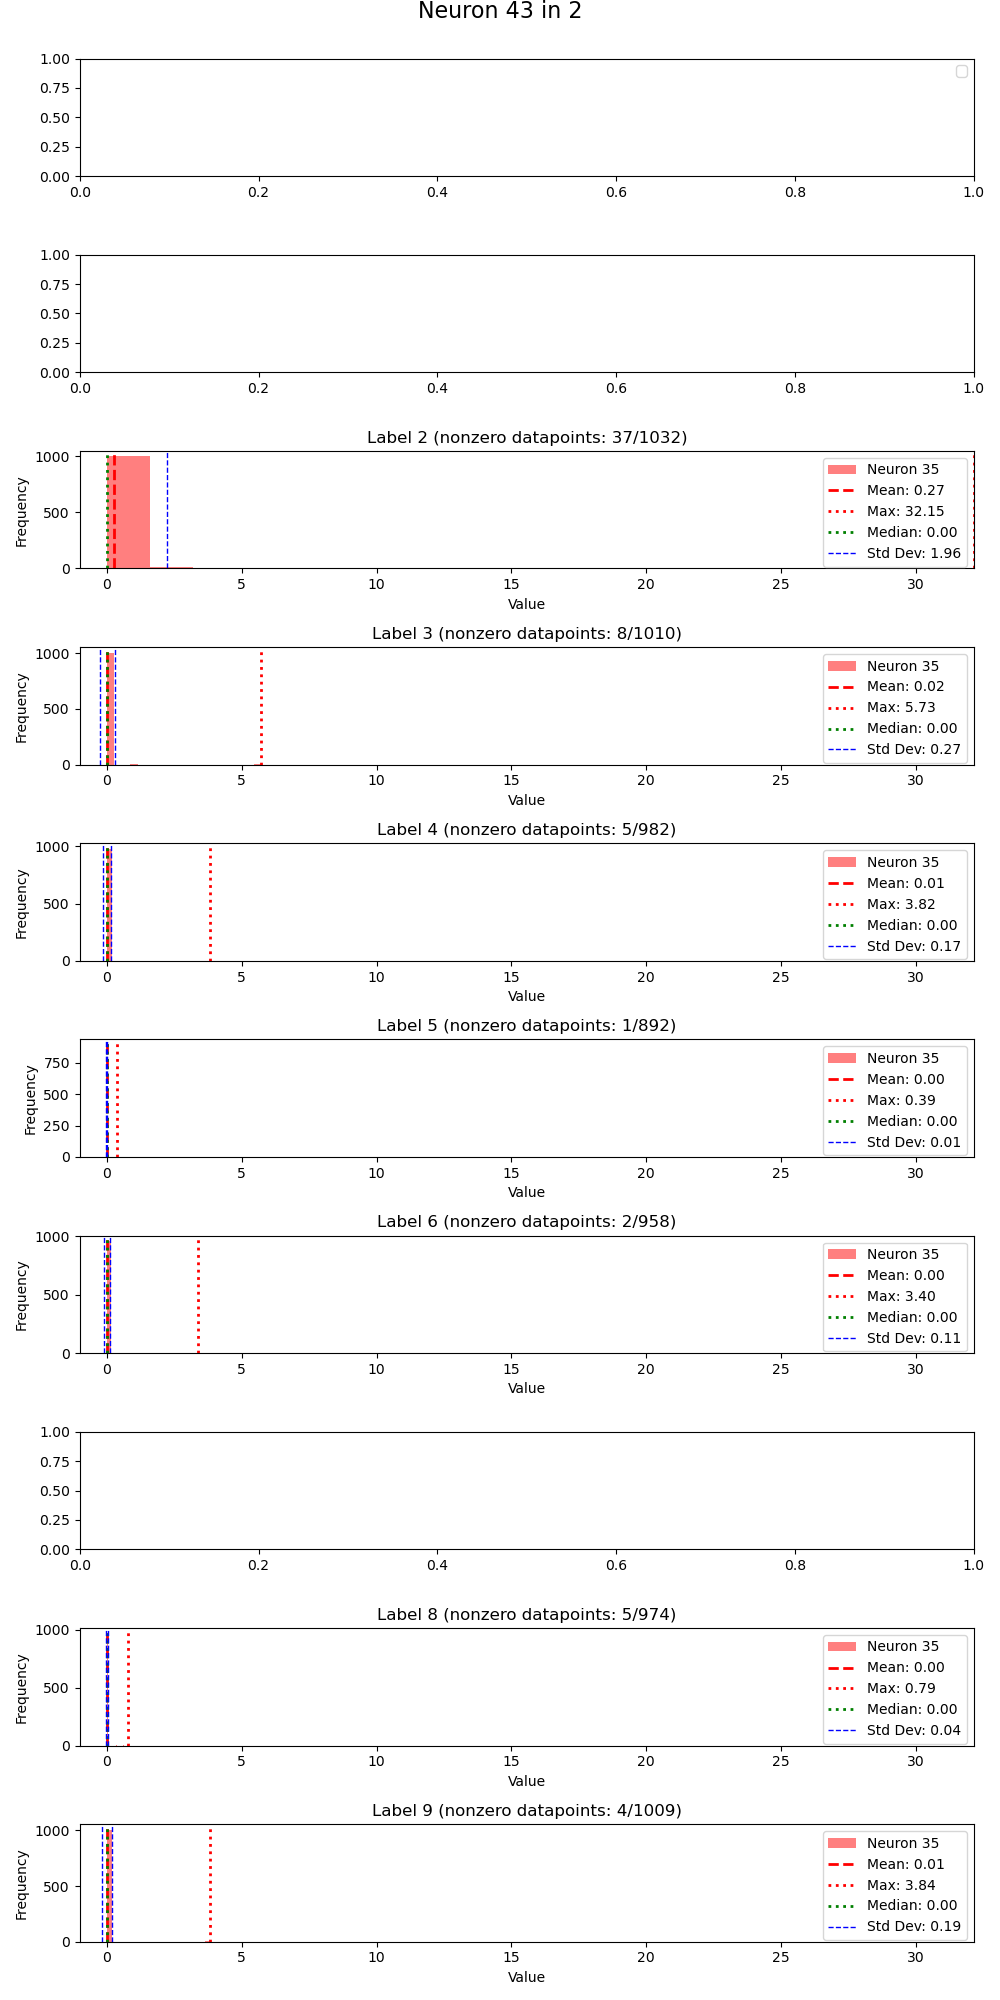 Neuron 43 in 2
1.00
0.75
0.50
0.25
0.00
0.0 0.2 0.4 0.6 0.8 1.0
1.00
0.75
0.50
0.25
0.00
0.0 0.2 0.4 0.6 0.8 1.0
Label 2 (nonzero datapoints: 37/1032)
Frequency
1000
500
0
Neuron 35
Mean: 0.27
Max: 32.15
Median: 0.00
Std Dev: 1.96
0 5 10 15 20 25 30
Value
Label 3 (nonzero datapoints: 8/1010)
Frequency
1000
500
0
Neuron 35
Mean: 0.02
Max: 5.73
Median: 0.00
Std Dev: 0.27
0 5 10 15 20 25 30
Value
Label 4 (nonzero datapoints: 5/982)
Frequency
1000
500
0
Neuron 35
Mean: 0.01
Max: 3.82
Median: 0.00
Std Dev: 0.17
0 5 10 15 20 25 30
Value
Label 5 (nonzero datapoints: 1/892)
Frequency
750
500
250
0
Neuron 35
Mean: 0.00
Max: 0.39
Median: 0.00
Std Dev: 0.01
0 5 10 15 20 25 30
Value
Label 6 (nonzero datapoints: 2/958)
Frequency
1000
500
0
Neuron 35
Mean: 0.00
Max: 3.40
Median: 0.00
Std Dev: 0.11
0 5 10 15 20 25 30
Value
1.00
0.75
0.50
0.25
0.00
0.0 0.2 0.4 0.6 0.8 1.0
Label 8 (nonzero datapoints: 5/974)
Frequency
1000
500
0
Neuron 35
Mean: 0.00
Max: 0.79
Median: 0.00
Std Dev: 0.04
0 5 10 15 20 25 30
Value
Label 9 (nonzero datapoints: 4/1009)
Frequency
1000
500
0
Neuron 35
Mean: 0.01
Max: 3.84
Median: 0.00
Std Dev: 0.19
0 5 10 15 20 25 30
Value